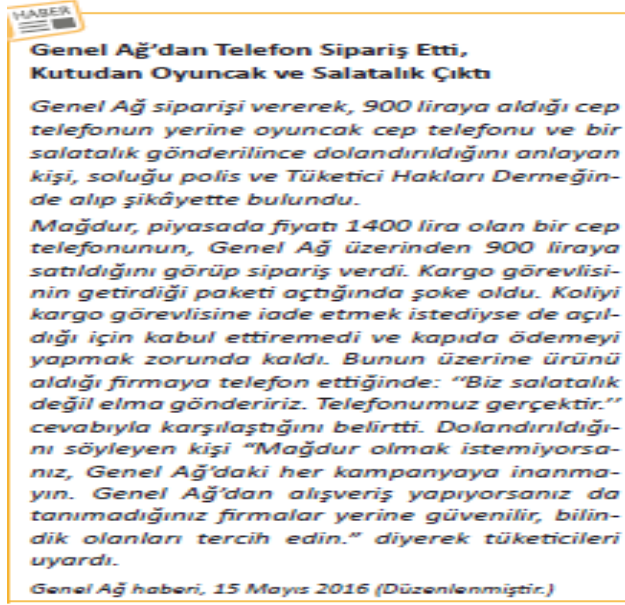 HABER
Genel Ağ’dan Telefon Sipariş Etti,
Kutudan Oyuncak ve Salatalık Çıktı
Genel Ağ siparişi vererek, 900 liraya aldığı cep
telefonun yerine oyuncak cep telefonu ve bir
salatalık gönderilince dolandırıldığını anlayan
kişi, soluğu polis ve Tüketici Hakları Derneğin-
de alıp şikâyette bulundu.
Mağdur, piyasada fiyatı 1400 lira olan bir cep
telefonunun, Genel Ağ üzerinden 900 liraya
satıldığını görüp sipariş verdi. Kargo görevlisi-
nin getirdiği paketi açtığında şoke oldu. Koliyi
kargo görevlisine iade etmek istediyse de açıl-
dığı için kabul ettiremedi ve kapıda ödemeyi
yapmak zorunda kaldı. Bunun üzerine ürünü
aldığı firmaya telefon ettiğinde: ‘‘Biz salatalık
değil elma göndeririz. Telefonumuz gerçektir.’’
cevabıyla karşılaştığını belirtti. Dolandırıldığı-
nı söyleyen kişi “Mağdur olmak istemiyorsa-
nız, Genel Ağ’daki her kampanyaya inanma-
yın. Genel Ağ’dan alışveriş yapıyorsanız da
tanımadığınız firmalar yerine güvenilir, bilin-
dik olanları tercih edin.” diyerek tüketicileri
uyardı.
Genel Ağ haberi, 15 Mayıs 2016 (Düzenlenmiştir.)